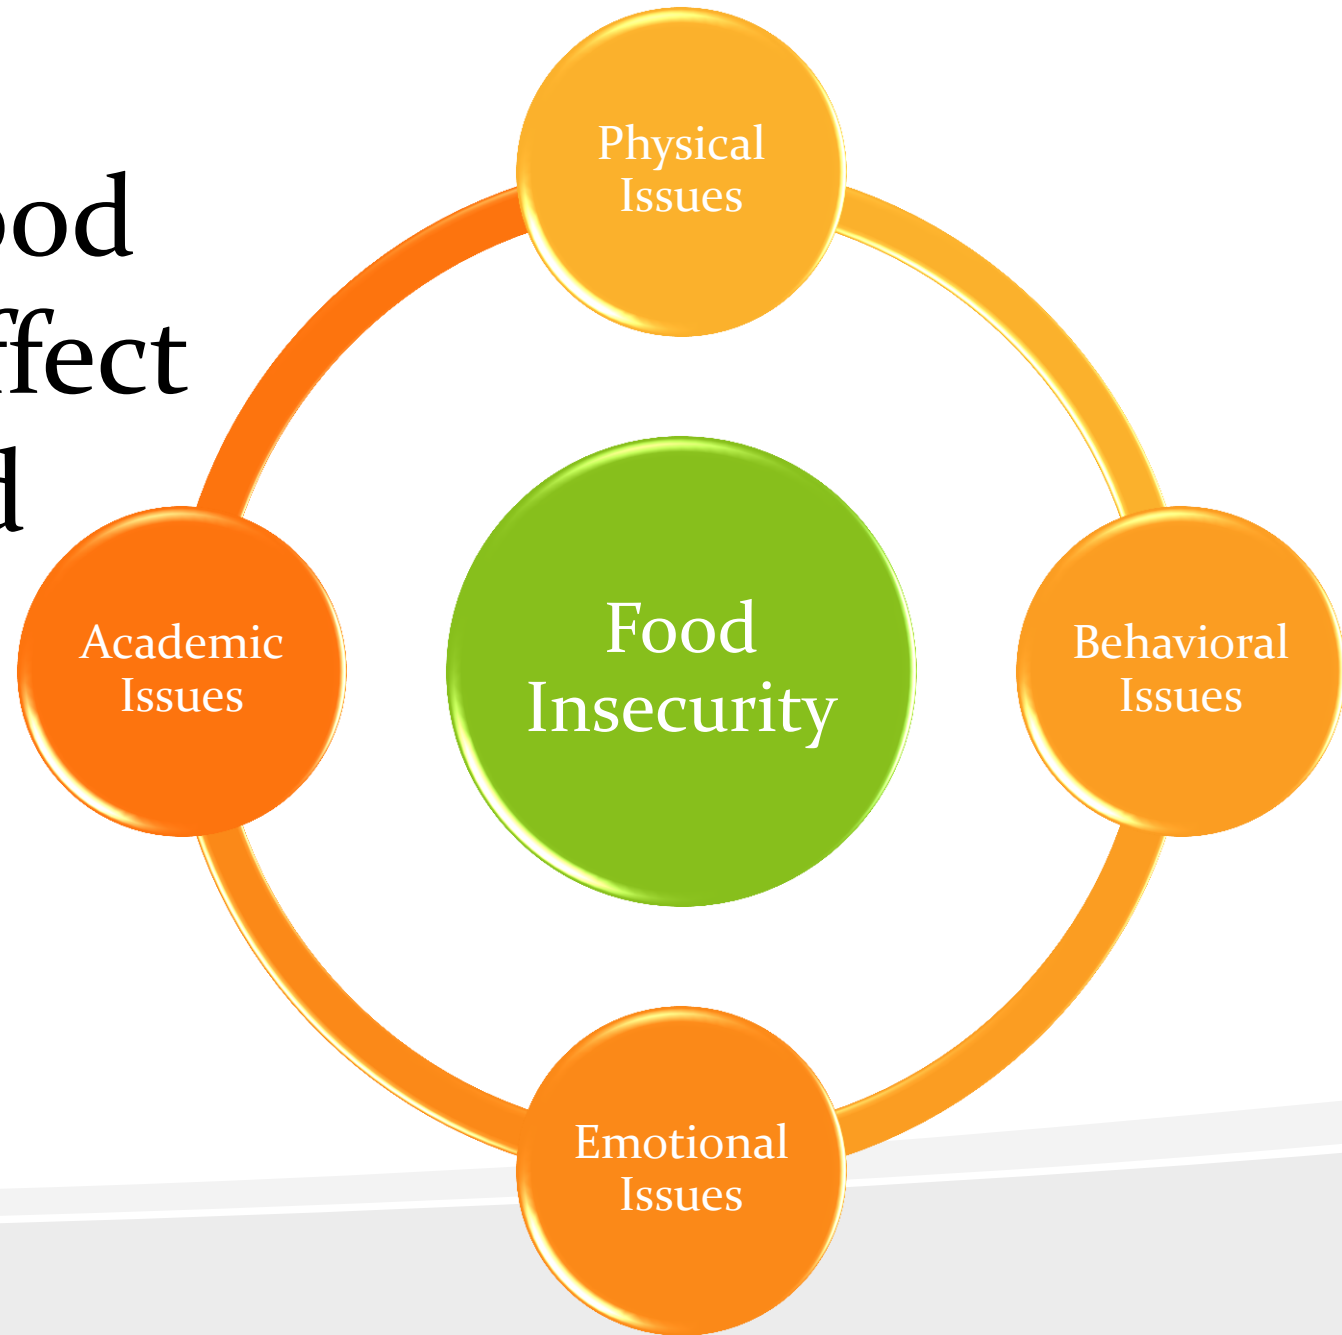 Physical
Issues
Academic
Issues
Food
Insecurity
Behavioral
Issues
Emotional
Issues